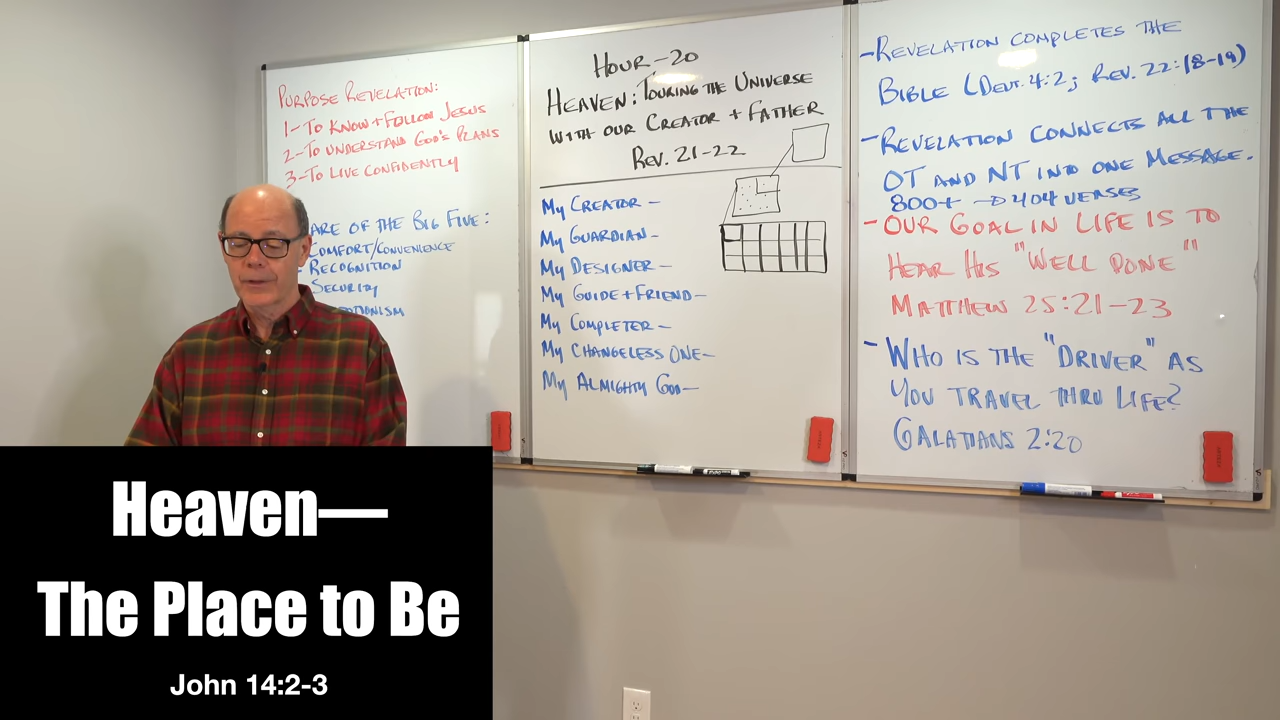 PURPOSE REVELATION:
1-TO KNOW + FOLLOW JESUS
2-TO UNDERSTAND GOD'S PLANS
3-TO LIVE CONFIDENTLY
ARE OF THE BIG FIVE:
COMFORT/CONVENIENCE
RECOGNITION
SECURITY
HOUR-20
HEAVEN: TOURING THE UNIVERSE
WITH OUR CREATOR + FATHER
REV. 21-22
MY CREATOR-
MY GUARDIAN-
MY DESIGNER-
MY GUIDE+FRIEND-
MY COMPLETER-
MY CHANGELESS ONE-
MY ALMIGHTY GOD-
-REVELATION COMPLETES THE
BIBLE (DEUT. 4:2; REV. 22:18-19)
-REVELATION CONNECTS ALL THE
OT AND NT INTO ONE MESSAGE.
800+ → 404 VERSES
-OUR GOAL IN LIFE IS TO
HEAR HIS "WELL DONE"
MATTHEW 25:21-23
-WHO IS THE "DRIVER" AS
YOU TRAVEL THRU LIFE?
GALATIANS 2:20
Heaven—
The Place to Be
John 14:2-3